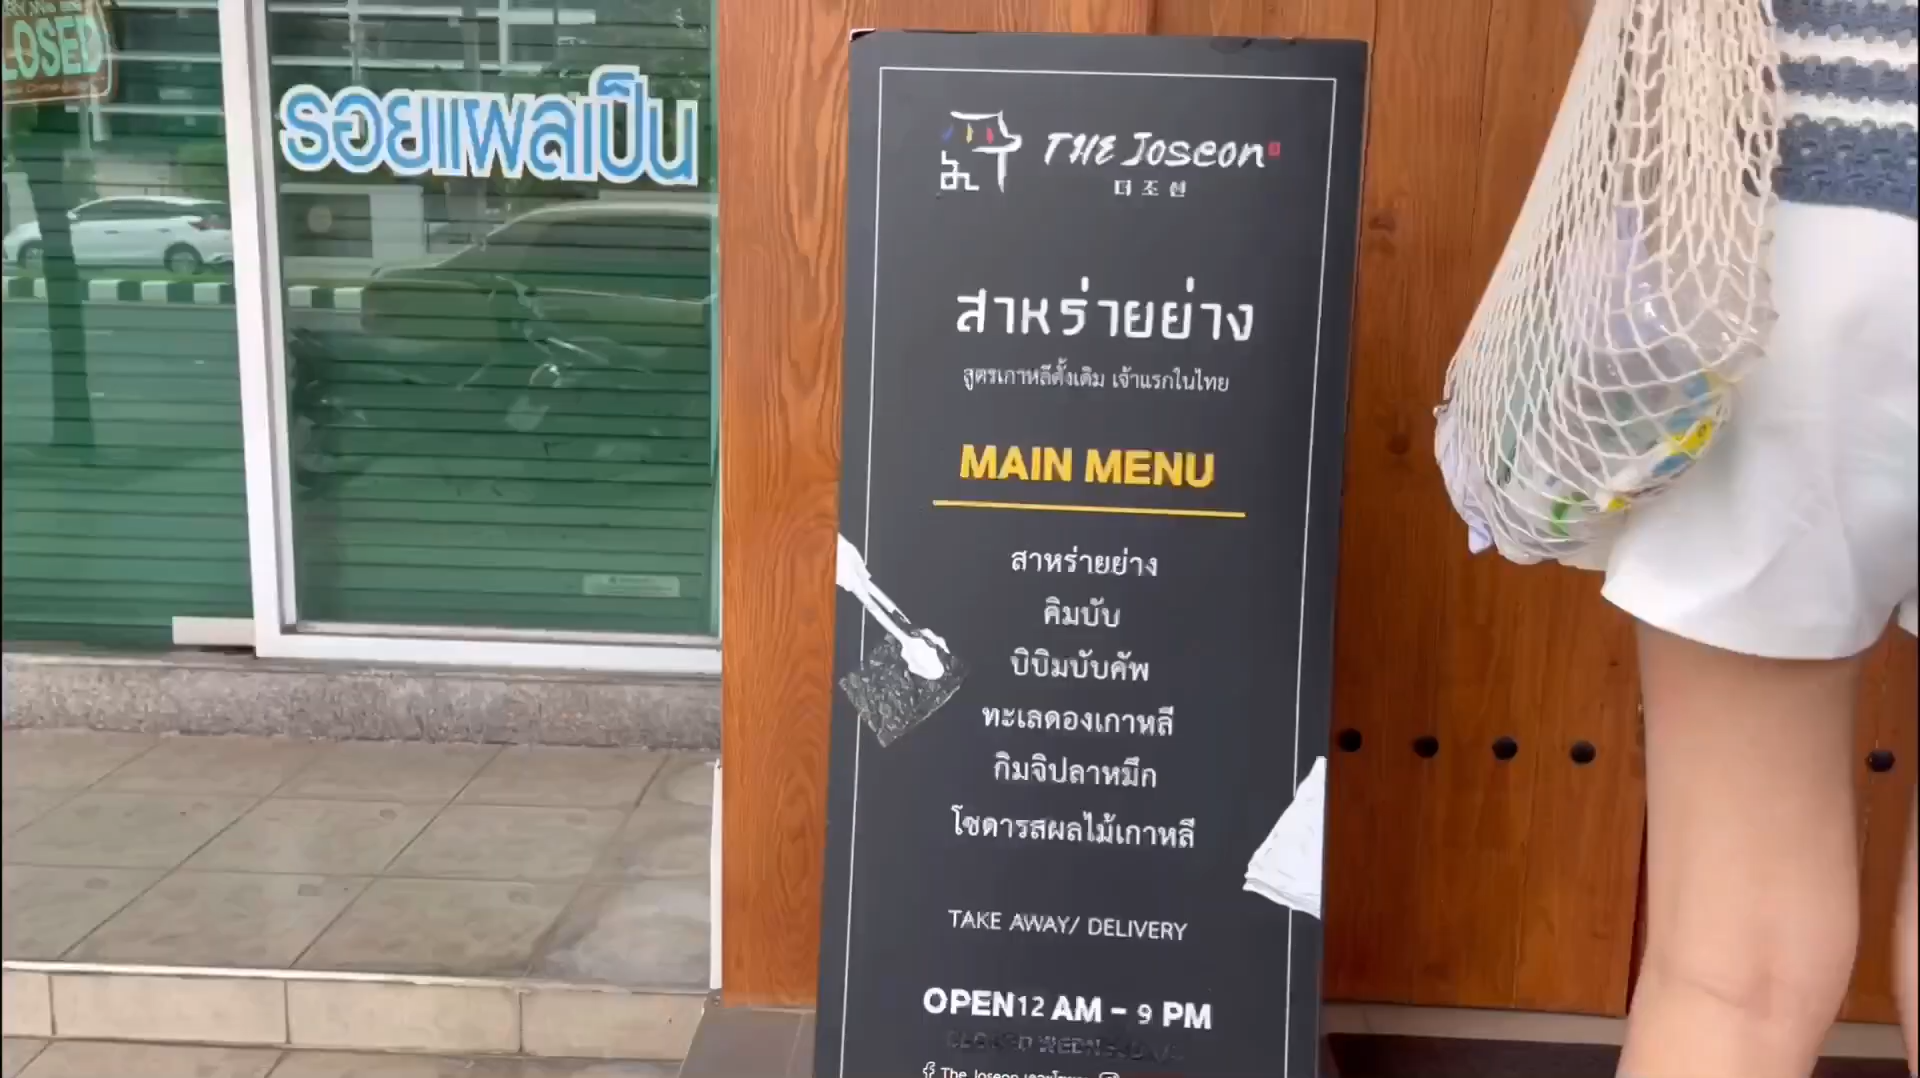 LOSED
รอยแผลเป็น
THE Joseon
더조선
สาหร่ายย่าง
สูตรเกาหลีดั้งเดิม เจ้าแรกในไทย
MAIN MENU
สาหร่ายย่าง
คิมบับ
บิบิมบับคัพ
ทะเลดองเกาหลี
กิมจิปลาหมึก
โซดารสผลไม้เกาหลี
TAKE AWAY/ DELIVERY
OPEN 12 AM - 9 PM
The Joseon